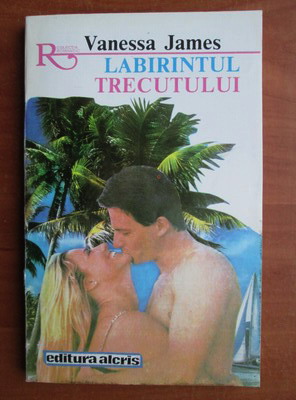 Vanessa James
LABIRINTUL
TRECUTULUI
editura alcris